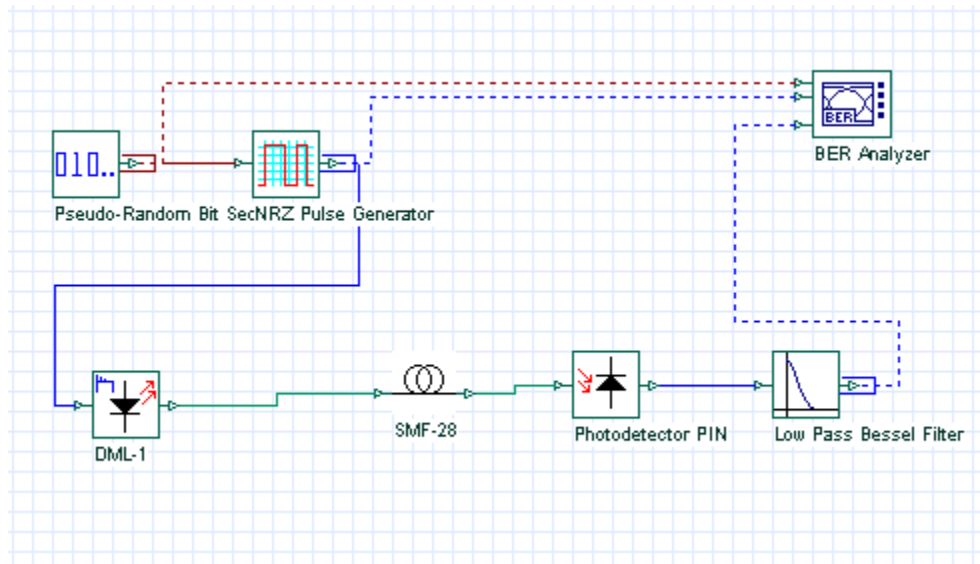 BER
BER Analyzer
010..
Pseudo-Random Bit SecNRZ Pulse Generator
SMF-28
Photodetector PIN
Low Pass Bessel Filter
DML-1